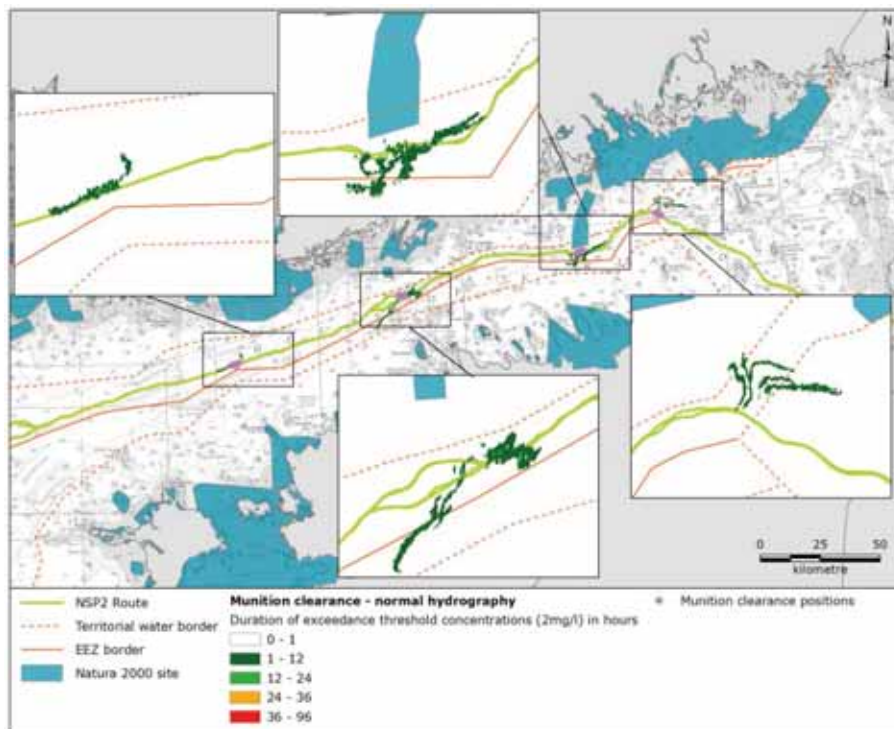 N
0 25 50
kilometre
NSP2 Route
Territorial water border
EEZ border
Natura 2000 site
Munition clearance - normal hydrography
Duration of exceedance threshold concentrations (2mg/l) in hours
0 - 1
1 - 12
12 - 24
24 - 36
36 - 96
Munition clearance positions